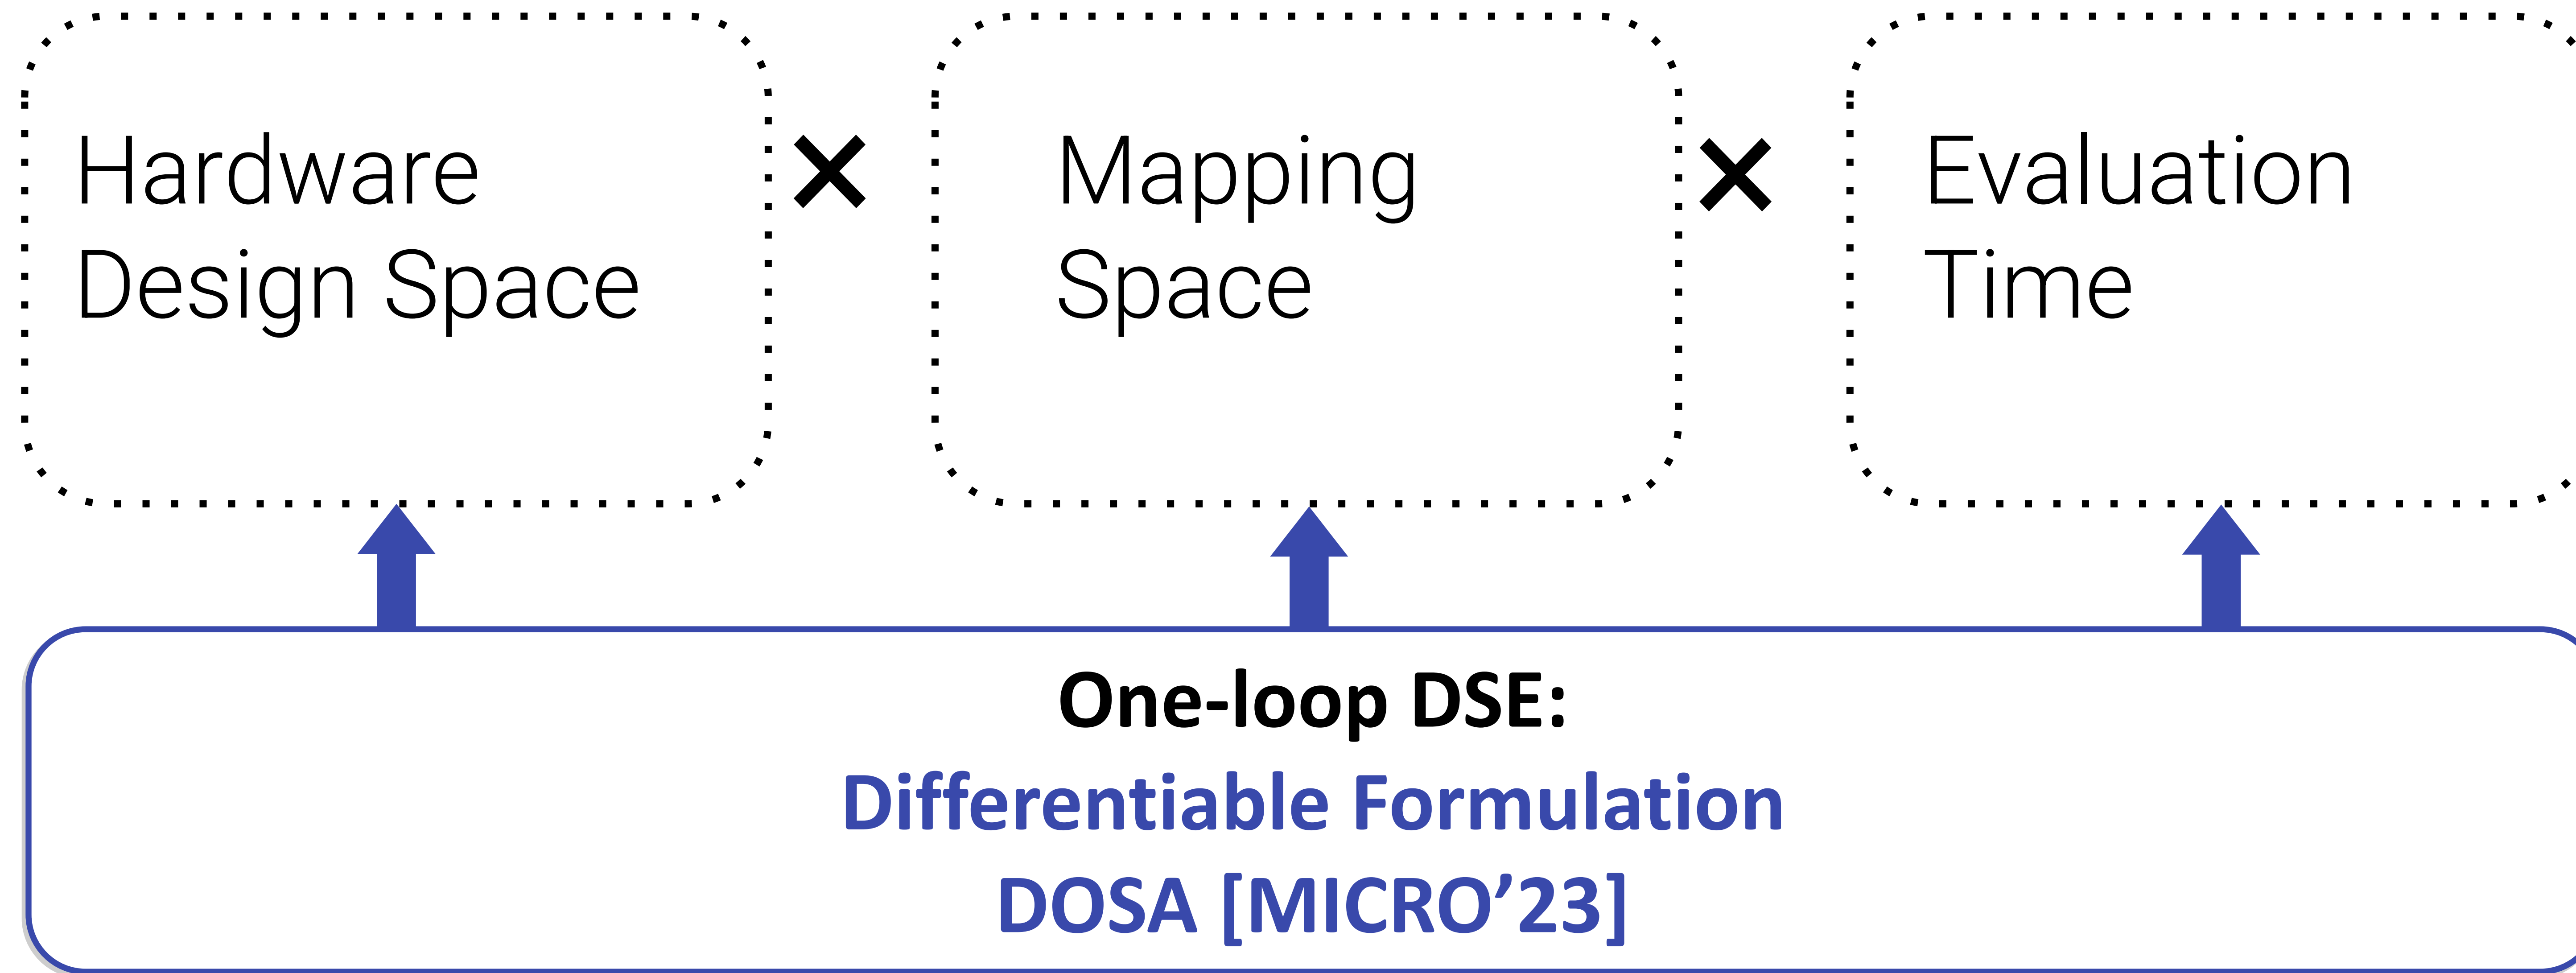 Hardware
Design Space
×
Mapping
Space
×
Evaluation
Time
One-loop DSE:
Differentiable Formulation
DOSA [MICRO’23]